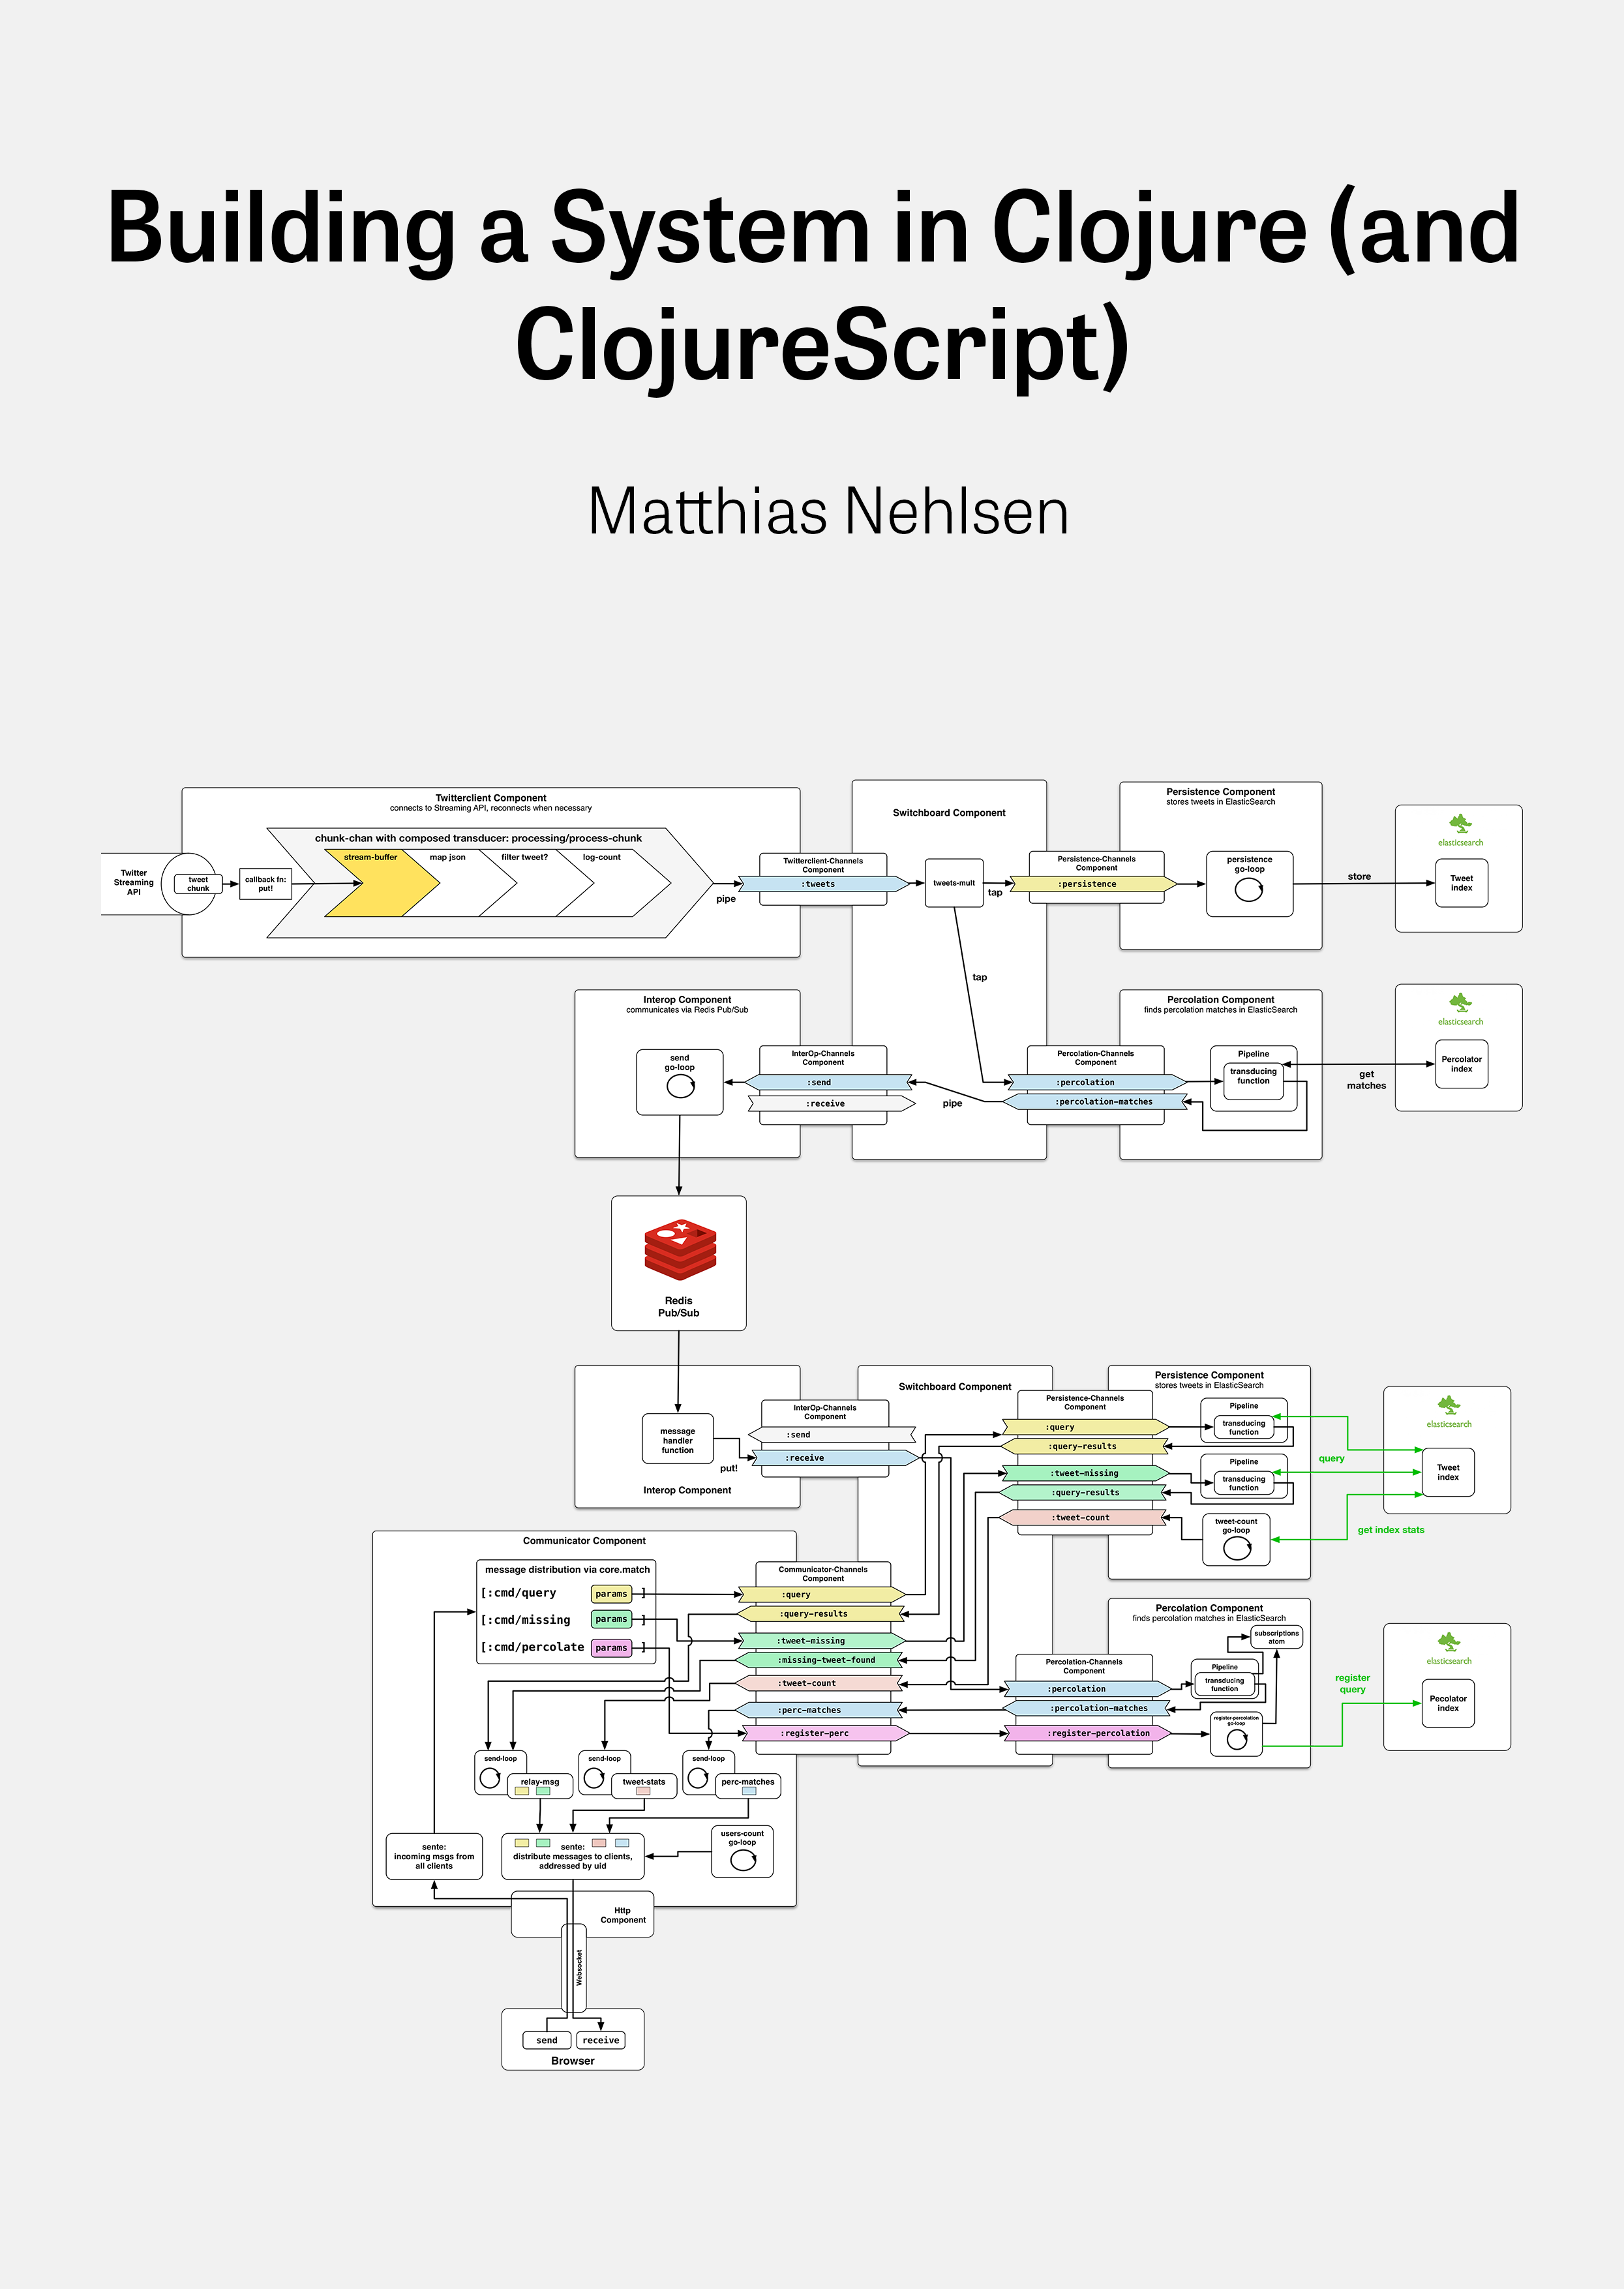 Building a System in Clojure (and
ClojureScript)
Matthias Nehlsen
Twitterclient Component
connects to Streaming API, reconnects when necessary
chunk-chan with composed transducer: processing/process-chunk
stream-buffer
map json
filter tweet?
log-count
Twitter
Streaming
API
tweet
chunk
callback fn:
put!
pipe
Twitterclient-Channels
Component
:tweets
Switchboard Component
tweets-mult
tap
tap
Persistence-Channels
Component
:persistence
Persistence Component
stores tweets in ElasticSearch
persistence
go-loop
store
elasticsearch
Tweet
index
Interop Component
communicates via Redis Pub/Sub
send
go-loop
InterOp-Channels
Component
:send
:receive
pipe
Percolation-Channels
Component
:percolation
:percolation-matches
Percolation Component
finds percolation matches in ElasticSearch
Pipeline
transducing
function
get
matches
elasticsearch
Percolator
index
Redis
Pub/Sub
message
handler
function
put!
Interop Component
InterOp-Channels
Component
:send
:receive
Switchboard Component
Persistence-Channels
Component
:query
:query-results
:tweet-missing
:query-results
:tweet-count
Persistence Component
stores tweets in ElasticSearch
Pipeline
transducing
function
Pipeline
transducing
function
tweet-count
go-loop
query
get index stats
elasticsearch
Tweet
index
Communicator Component
message distribution via core.match
[:cmd/query params ]
[:cmd/missing params ]
[:cmd/percolate params ]
Communicator-Channels
Component
:query
:query-results
:tweet-missing
:missing-tweet-found
:tweet-count
:perc-matches
:register-perc
Percolation-Channels
Component
:percolation
:percolation-matches
:register-percolation
Percolation Component
finds percolation matches in ElasticSearch
subscriptions
atom
Pipeline
transducing
function
register-percolation
go-loop
register
query
elasticsearch
Pecolator
index
send-loop
relay-msg
send-loop
tweet-stats
send-loop
perc-matches
sente:
incoming msgs from
all clients
sente:
distribute messages to clients,
addressed by uid
users-count
go-loop
Http
Component
Websocket
send
receive
Browser